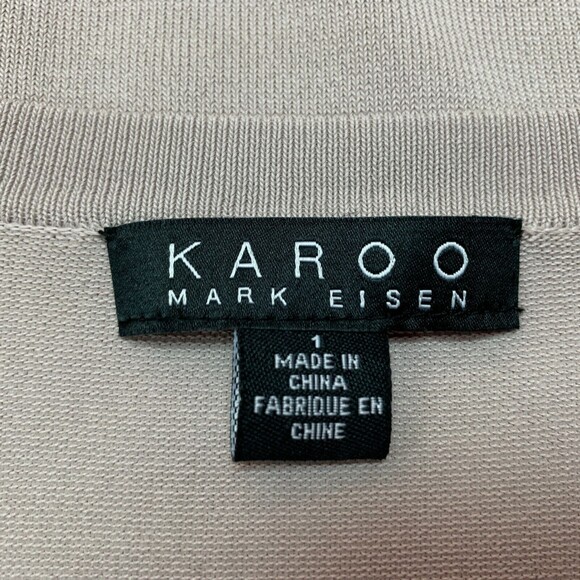 KAROO
MARK EISEN
1
MADE IN
CHINA
FABRIQUE EN
CHINE